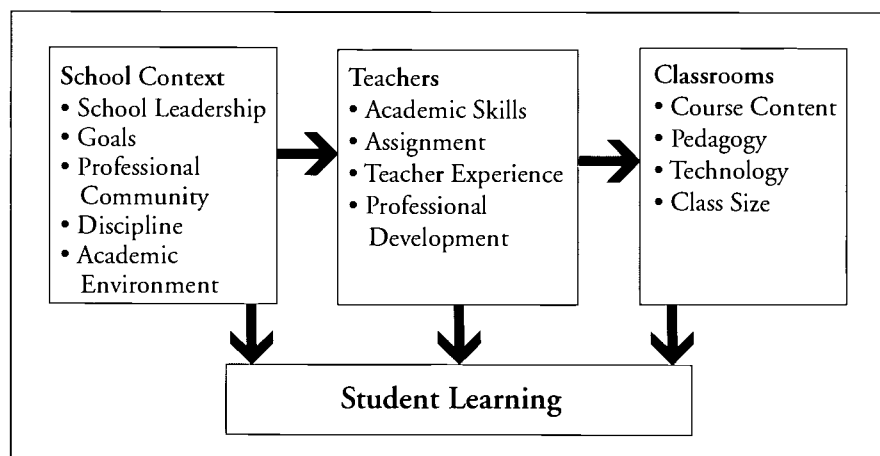 School Context
• School Leadership
• Goals
• Professional
Community
• Discipline
• Academic
Environment
Teachers
• Academic Skills
• Assignment
• Teacher Experience
• Professional
Development
Classrooms
• Course Content
• Pedagogy
• Technology
• Class Size
Student Learning